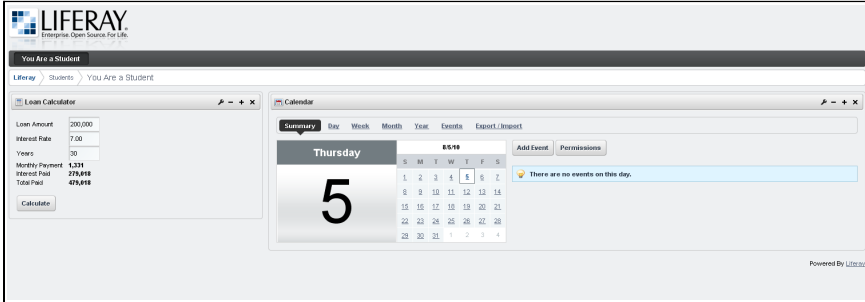 LIFERAY.
Enterprise. Open Source. For Life.
You Are a Student
Liferay Students You Are a Student
Loan Calculator
Loan Amount 200,000
Interest Rate 7.00
Years 30
Monthly Payment 1,331
Interest Paid 279,018
Total Paid 479,018
Calculate
Calendar
Summary Day Week Month Year Events Export / Import
Thursday
5
8/5/10
S M T W T F S
1 2 3 4 5 6 7
8 9 10 11 12 13 14
15 16 17 18 19 20 21
22 23 24 25 26 27 28
29 30 31 1 2 3 4
Add Event Permissions
There are no events on this day.
Powered By Liferay